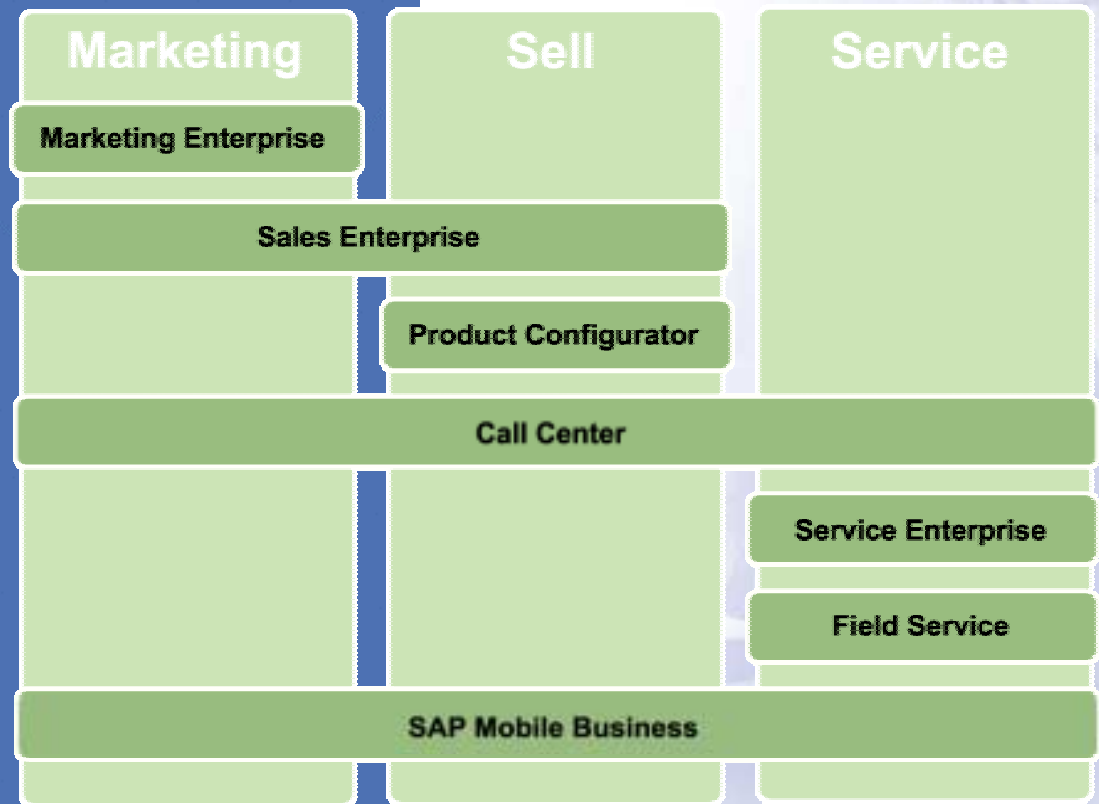 Marketing
Sell
Service
Marketing Enterprise
Sales Enterprise
Product Configurator
Call Center
Service Enterprise
Field Service
SAP Mobile Business